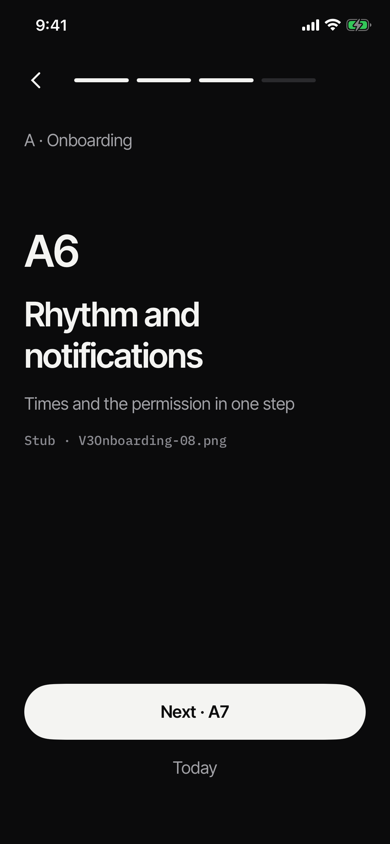 9:41
A · Onboarding
A6
Rhythm and
notifications
Times and the permission in one step
Stub · V3Onboarding-08.png
Next · A7
Today